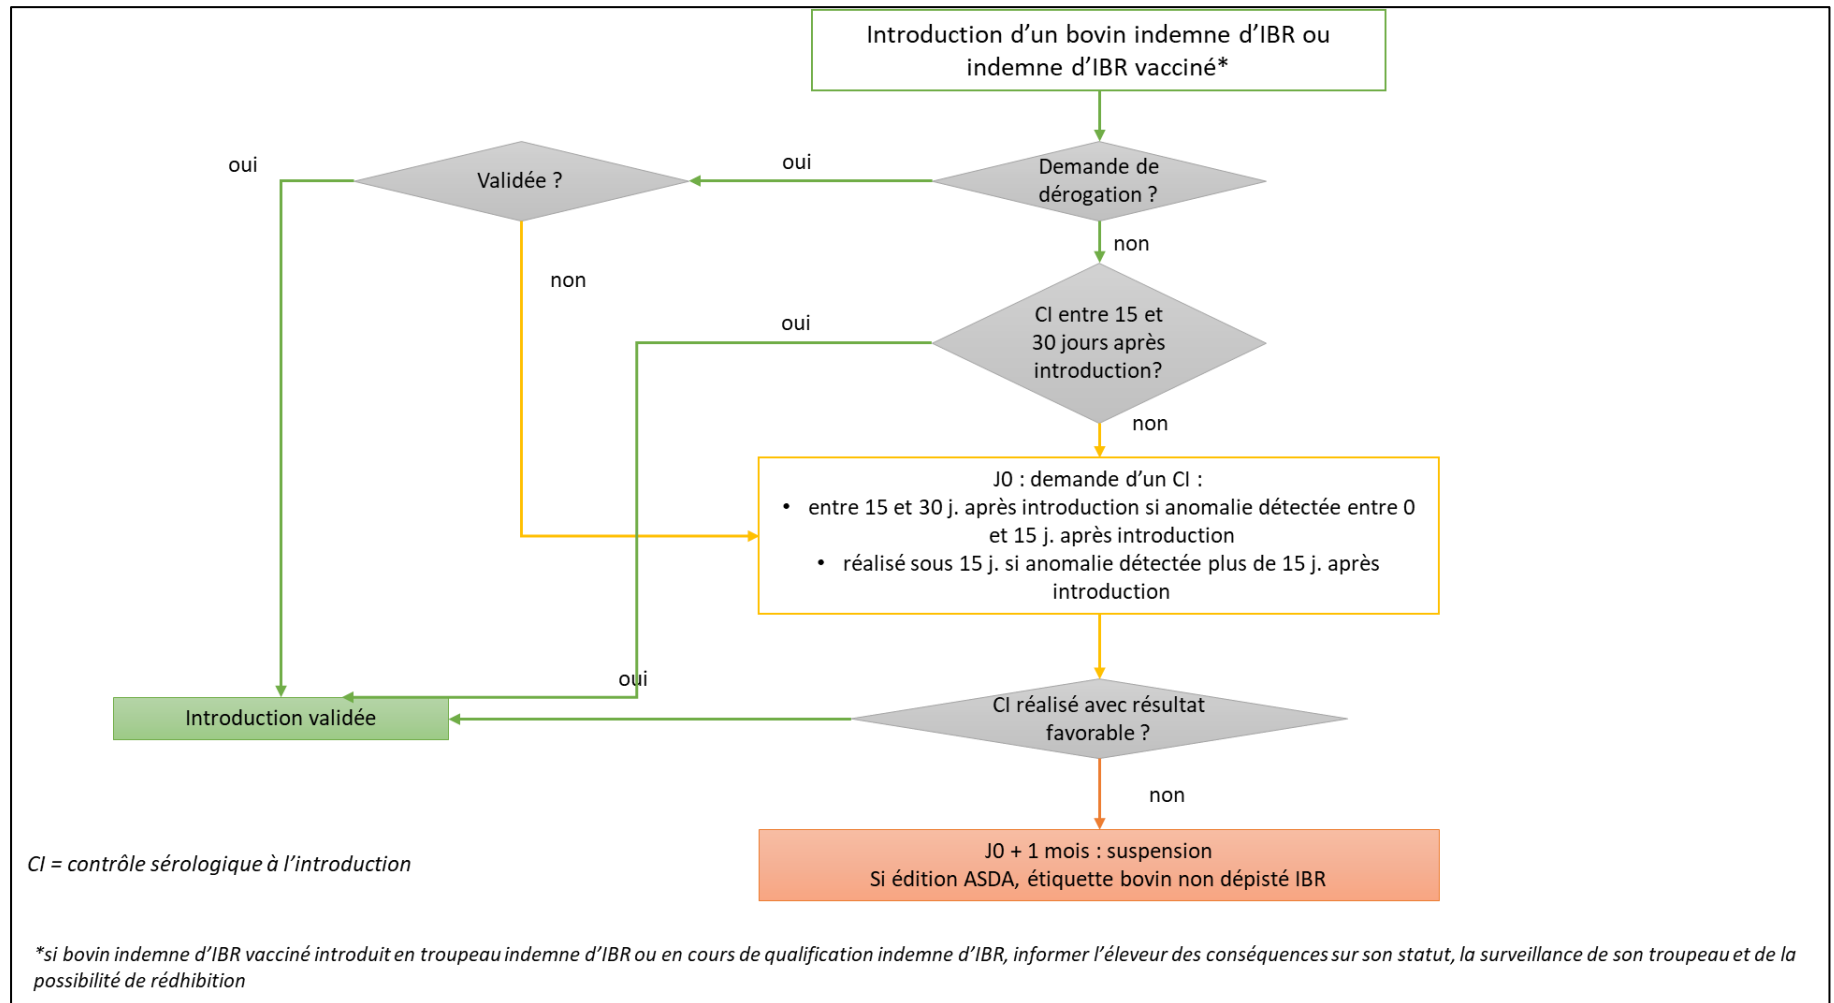 Introduction d’un bovin indemne d’IBR ou
indemne d’IBR vacciné*
oui
Validée ?
oui
Demande de
dérogation ?
non
non
oui
CI entre 15 et
30 jours après
introduction?
non
J0 : demande d’un CI :
• entre 15 et 30 j. après introduction si anomalie détectée entre 0
et 15 j. après introduction
• réalisé sous 15 j. si anomalie détectée plus de 15 j. après
introduction
oui
Introduction validée
CI réalisé avec résultat
favorable ?
non
J0 + 1 mois : suspension
Si édition ASDA, étiquette bovin non dépisté IBR
CI = contrôle sérologique à l’introduction
*si bovin indemne d’IBR vacciné introduit en troupeau indemne d’IBR ou en cours de qualification indemne d’IBR, informer l’éleveur des conséquences sur son statut, la surveillance de son troupeau et de la
possibilité de rédhibition